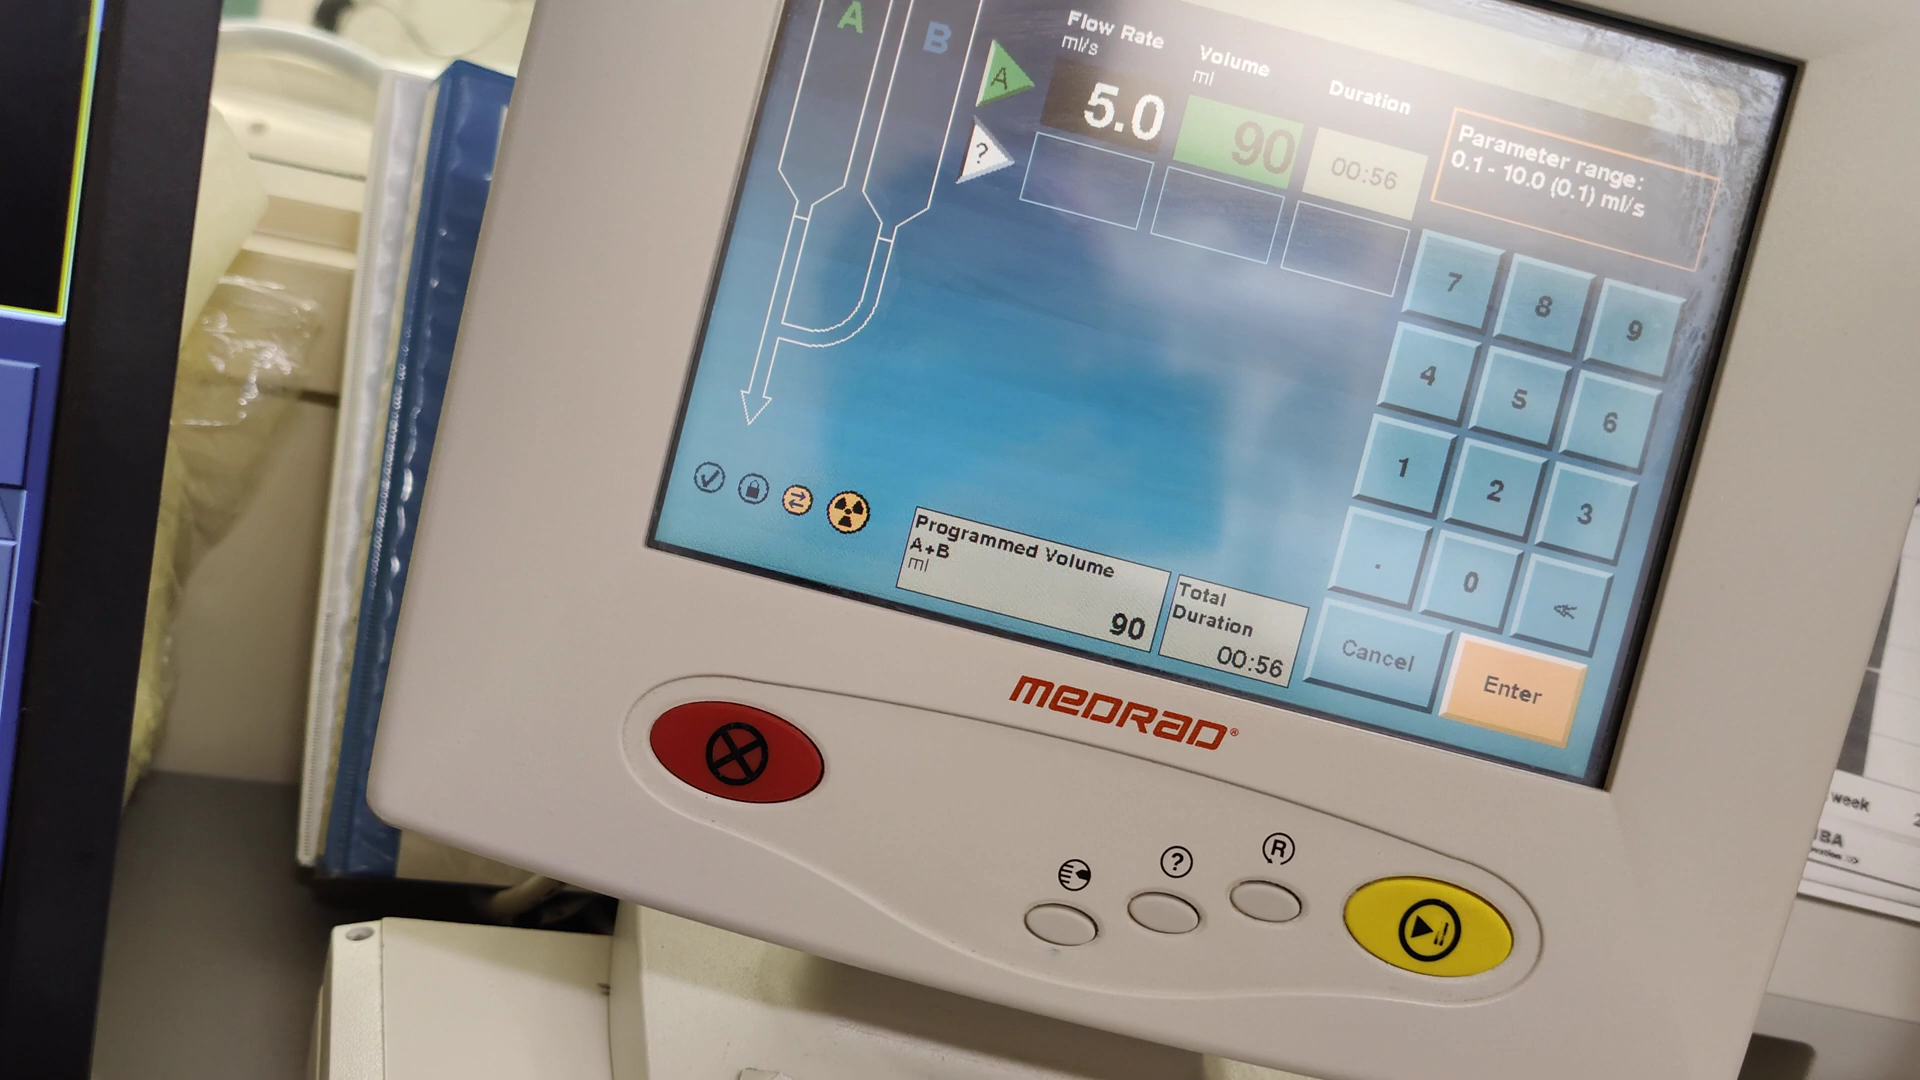 A
B
Flow Rate
ml/s
Volume
ml
Duration
A
5.0
90
00:56
?
Parameter range:
0.1 - 10.0 (0.1) ml/s
7
8
9
4
5
6
1
2
3
.
0
Programmed Volume
A+B
ml
90
Total
Duration
00:56
Cancel
Enter
MEDRAD®
?
R
week